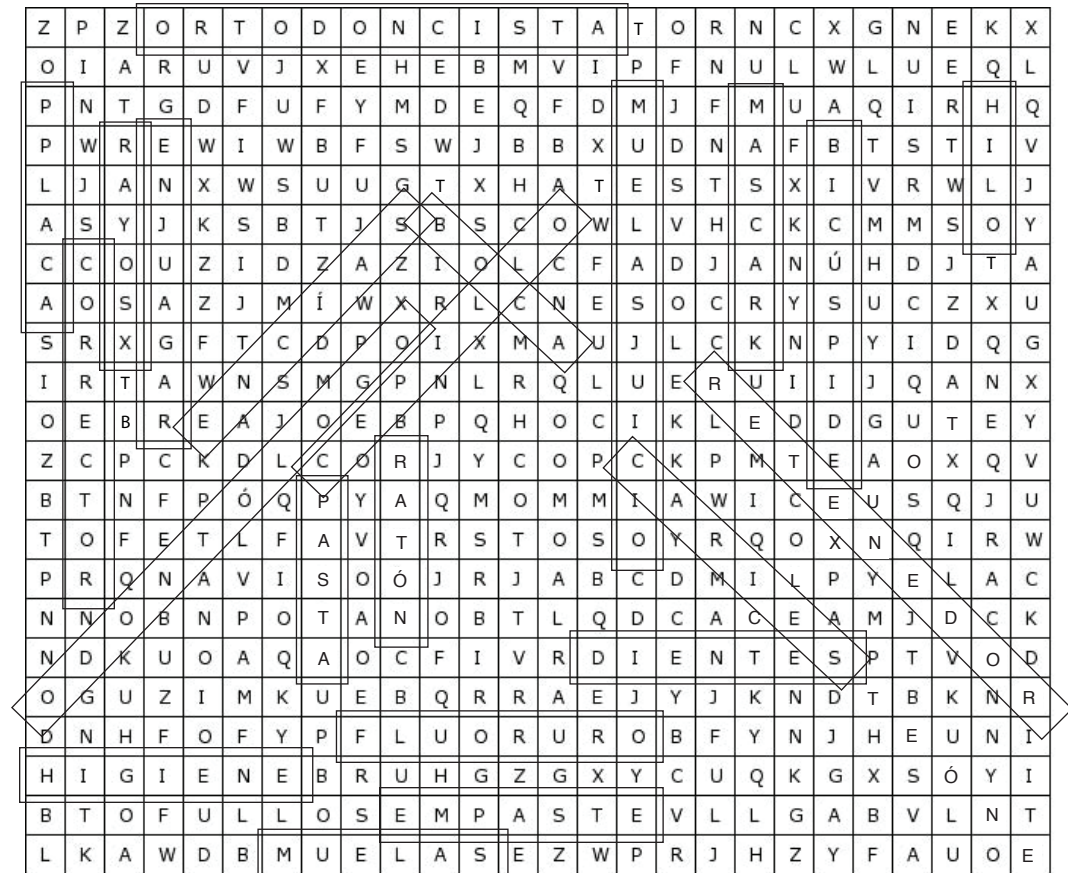 Z P Z O R T O D O N C I S T A T O R N C X G N E K X
O I A R U V J X E H E B M V I P F N U L W L U E Q L
P N T G D F U F Y M D E Q F D M J F M U A Q I R H Q
P W R E W I W B F S W J B B X U D N A F B T S T I V
L J A N X W S U U G T X H A T E S T S X I V R W L J
A S Y J K S B T J S B S C O W L V H C K C M M S O Y
C C O U Z I D Z A Z I O L C F A D J A N Ú H D J T A
A O S A Z J M Í W X R L C N E S O C R Y S U C Z X U
S R X G F T C D P O I X M A U J L C K N P Y I D Q G
I R T A W N S M G P N L R Q L U E R U I I J Q A N X
O E B R E A J O E B P Q H O C I K L E D D G U T E Y
Z C P C K D L C O R J Y C O P C K P M T E A O X Q V
B T N F P Ó Q P Y A Q M O M M I A W I C E U S Q J U
T O F E T L F A V T R S T O S O Y R Q O X N Q I R W
P R Q N A V I S O Ó J R J A B C D M I L P Y E L A C
N N O B N P O T A N O B T L Q D C A C E A M J D C K
N D K U O A Q A O C F I V R D I E N T E S P T V O D
O G U Z I M K U E B Q R R A E J Y J K N D T B K N R
D N H F O F Y P F L U O R U R O B F Y N J H E U N I
H I G I E N E B R U H G Z G X Y C U Q K G X S Ó Y I
B T O F U L L O S E M P A S T E V L L G A B V L N T
L K A W D B M U E L A S E Z W P R J H Z Y F A U O E